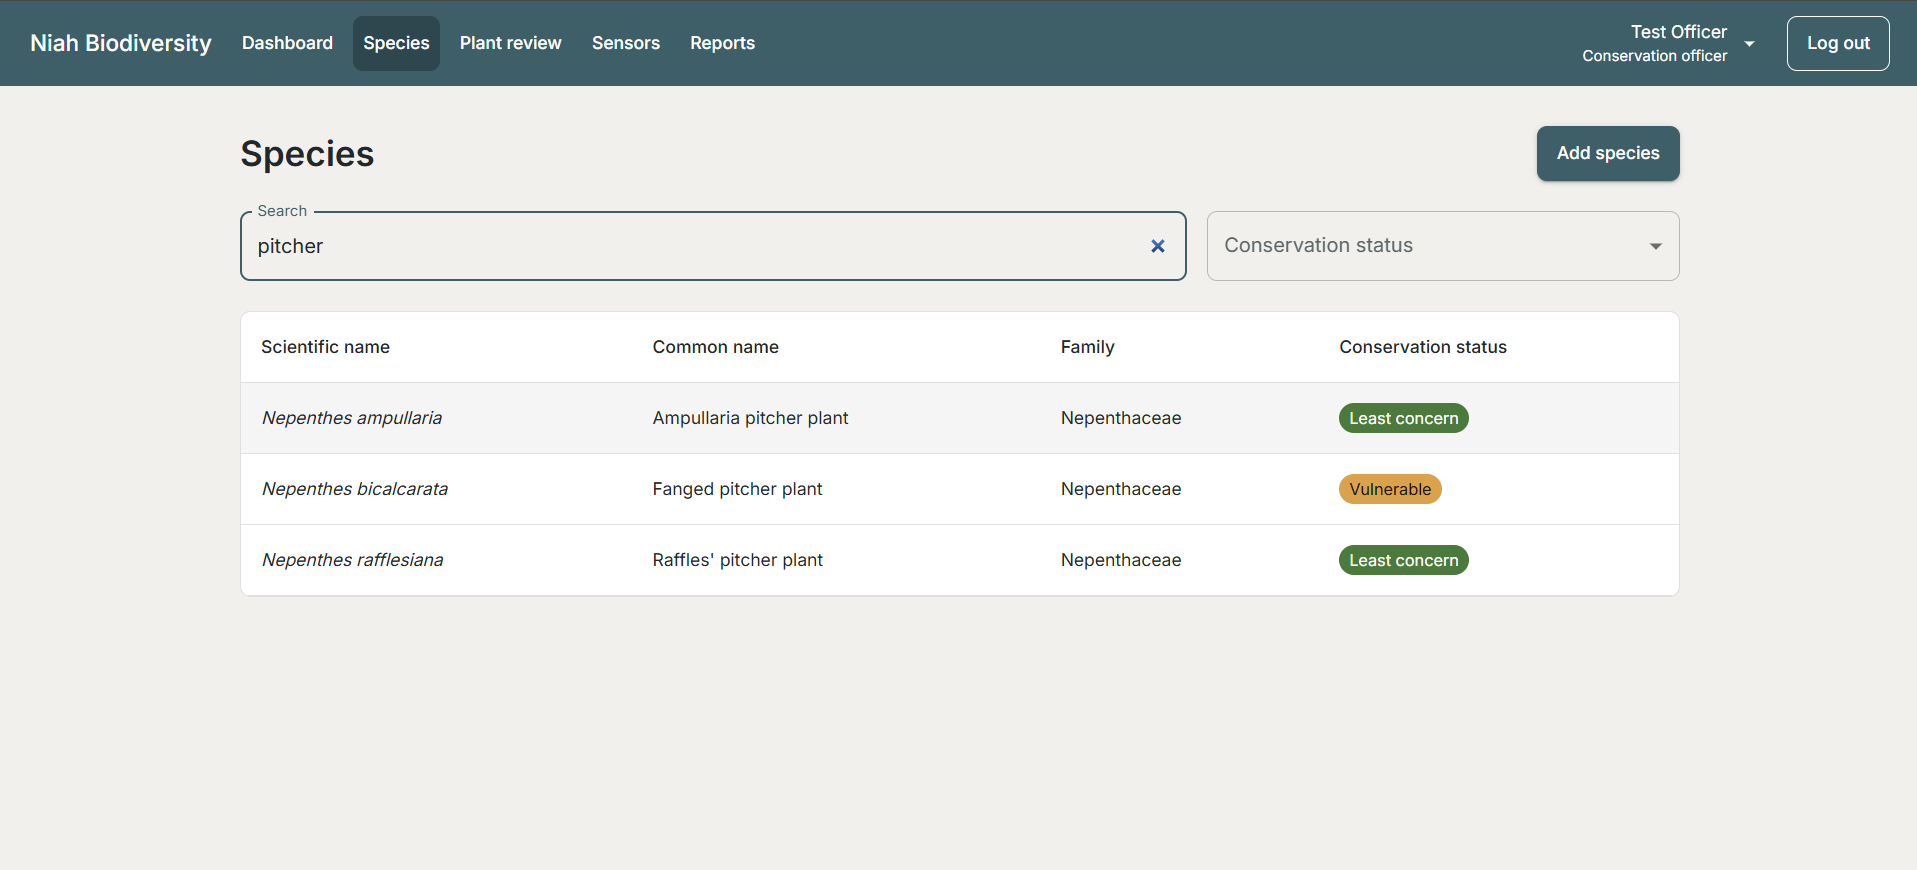 Niah Biodiversity Dashboard Species Plant review Sensors Reports Test Officer Log out
Conservation officer
Species Add species
Search
pitcher Conservation status
Scientific name Common name Family Conservation status
Nepenthes ampullaria Ampullaria pitcher plant Nepenthaceae Least concern
Nepenthes bicalcarata Fanged pitcher plant Nepenthaceae Vulnerable
Nepenthes rafflesiana Raffles' pitcher plant Nepenthaceae Least concern